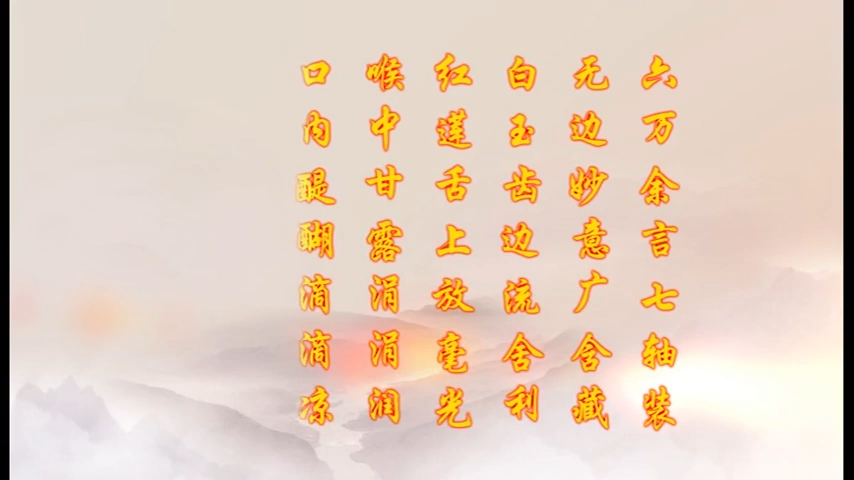 六万余言七轴装
无边妙意广含藏
白玉齿边流舍利
红莲舌上放毫光
喉中甘露涓涓润
口内醍醐滴滴凉